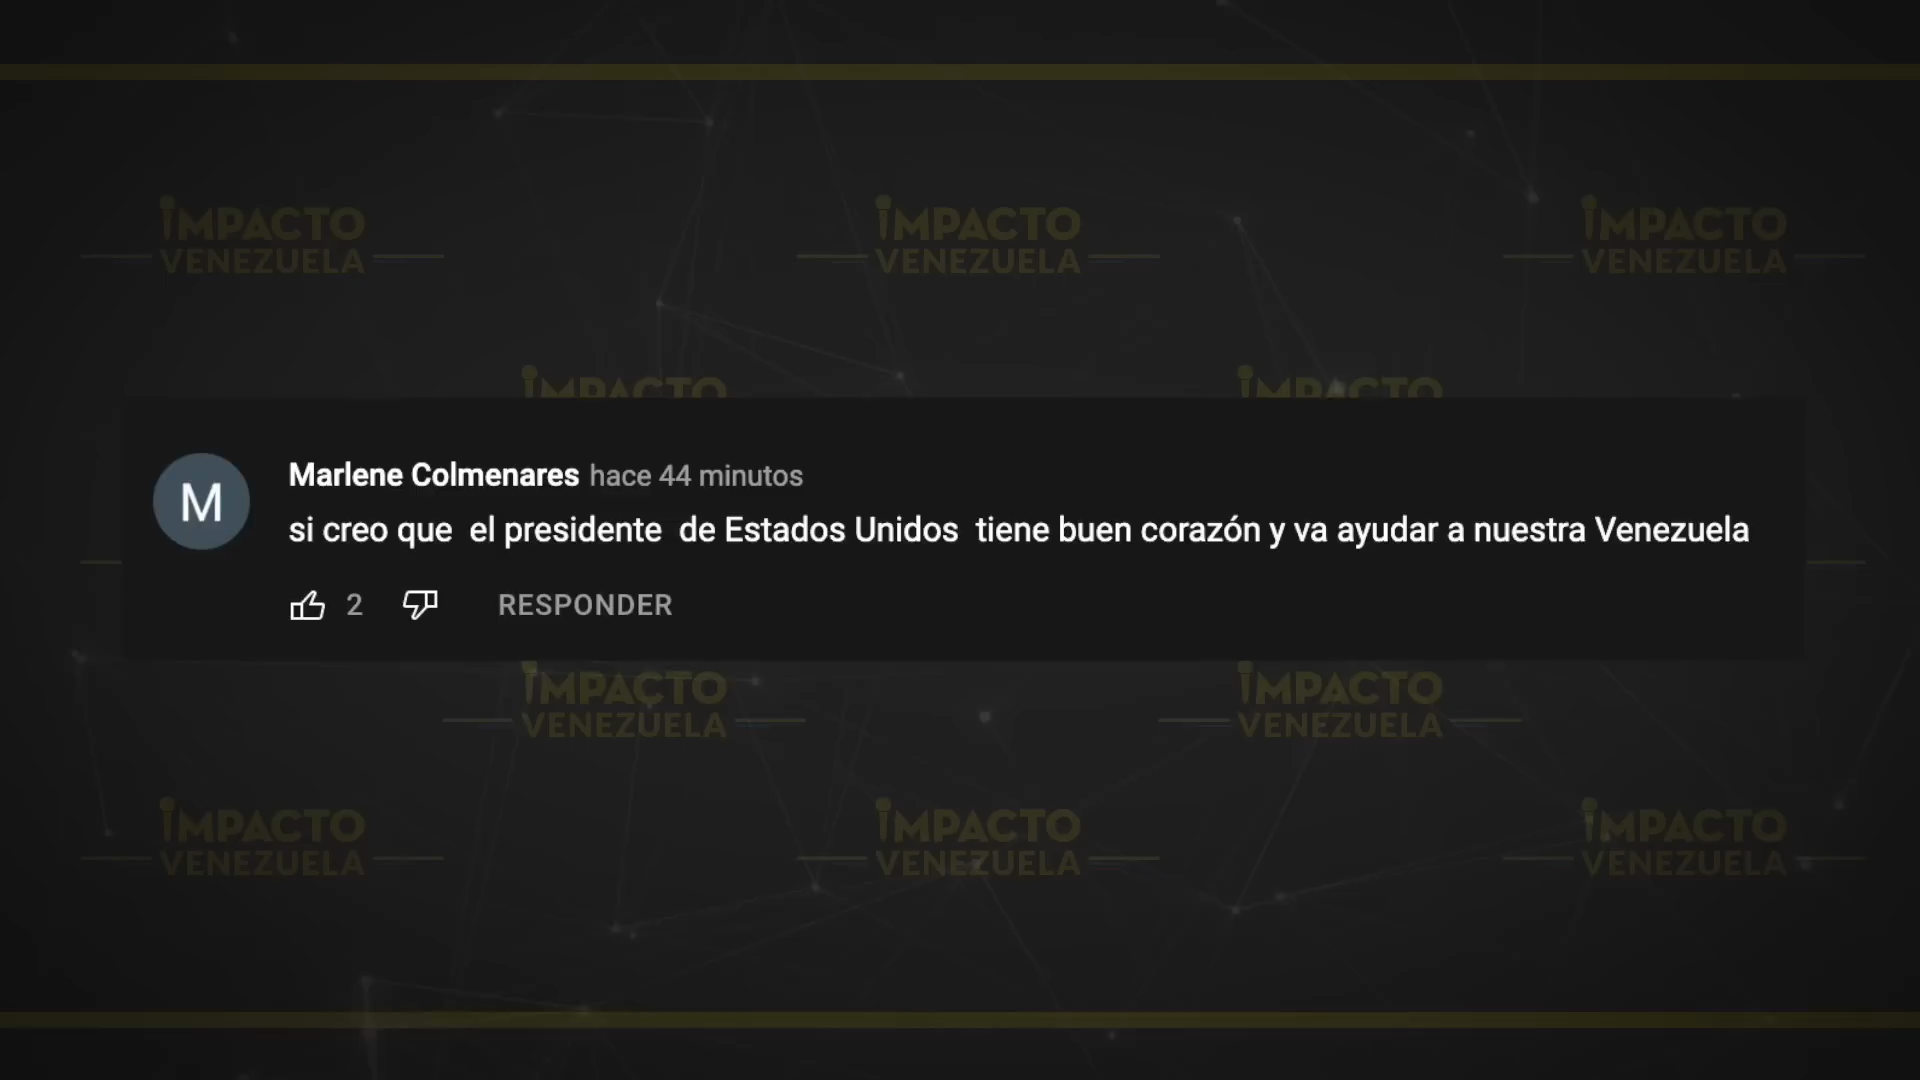 IMPACTO
VENEZUELA
IMPACTO
VENEZUELA
IMPACTO
VENEZUELA
IMPACTO
IMPACTO
Marlene Colmenares hace 44 minutos
M
si creo que el presidente de Estados Unidos tiene buen corazón y va ayudar a nuestra Venezuela
2 RESPONDER
IMPACTO
VENEZUELA
IMPACTO
VENEZUELA
IMPACTO
VENEZUELA
IMPACTO
VENEZUELA
IMPACTO
VENEZUELA